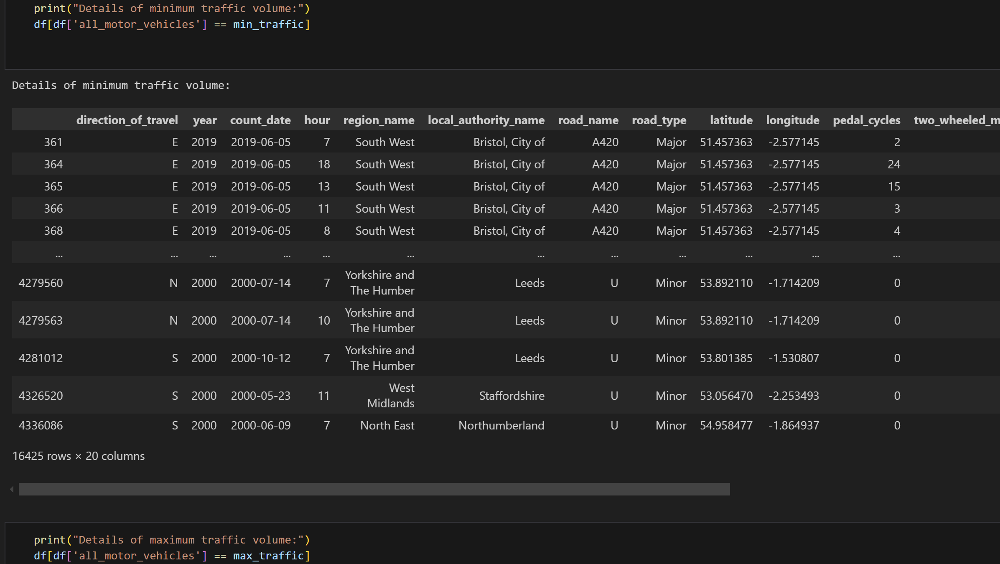 print("Details of minimum traffic volume:")
df[df['all_motor_vehicles'] == min_traffic]
Details of minimum traffic volume:
direction_of_travel year count_date hour region_name local_authority_name road_name road_type latitude longitude pedal_cycles two_wheeled_m
361 E 2019 2019-06-05 7 South West Bristol, City of A420 Major 51.457363 -2.577145 2
364 E 2019 2019-06-05 18 South West Bristol, City of A420 Major 51.457363 -2.577145 24
365 E 2019 2019-06-05 13 South West Bristol, City of A420 Major 51.457363 -2.577145 15
366 E 2019 2019-06-05 11 South West Bristol, City of A420 Major 51.457363 -2.577145 3
368 E 2019 2019-06-05 8 South West Bristol, City of A420 Major 51.457363 -2.577145 4
... ... ... ... ... ... ... ... ... ... ... ...
4279560 N 2000 2000-07-14 7 Yorkshire and The Humber Leeds U Minor 53.892110 -1.714209 0
4279563 N 2000 2000-07-14 10 Yorkshire and The Humber Leeds U Minor 53.892110 -1.714209 0
4281012 S 2000 2000-10-12 7 Yorkshire and The Humber Leeds U Minor 53.801385 -1.530807 0
4326520 S 2000 2000-05-23 11 West Midlands Staffordshire U Minor 53.056470 -2.253493 0
4336086 S 2000 2000-06-09 7 North East Northumberland U Minor 54.958477 -1.864937 0
16425 rows × 20 columns
print("Details of maximum traffic volume:")
df[df['all_motor_vehicles'] == max_traffic]